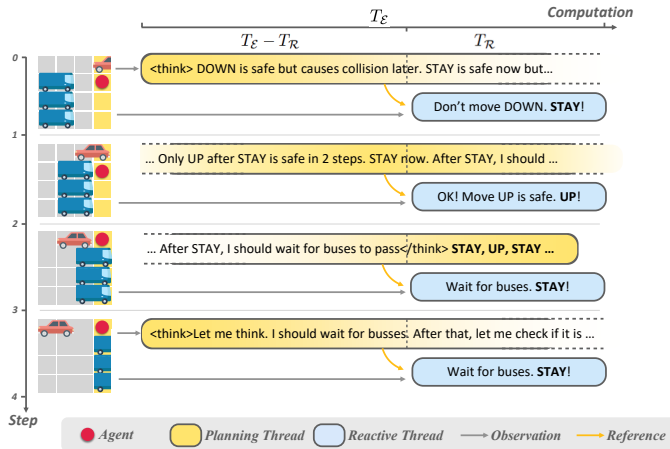 T_ℰ
Computation
T_ℰ − T_ℛ
T_ℛ
0
<think> DOWN is safe but causes collision later. STAY is safe now but…
Don't move DOWN. STAY!
1
… Only UP after STAY is safe in 2 steps. STAY now. After STAY, I should …
OK! Move UP is safe. UP!
2
… After STAY, I should wait for buses to pass</think> STAY, UP, STAY …
Wait for buses. STAY!
3
<think>Let me think. I should wait for busses. After that, let me check if it is …
Wait for buses. STAY!
4
Step
Agent
Planning Thread
Reactive Thread
Observation
Reference